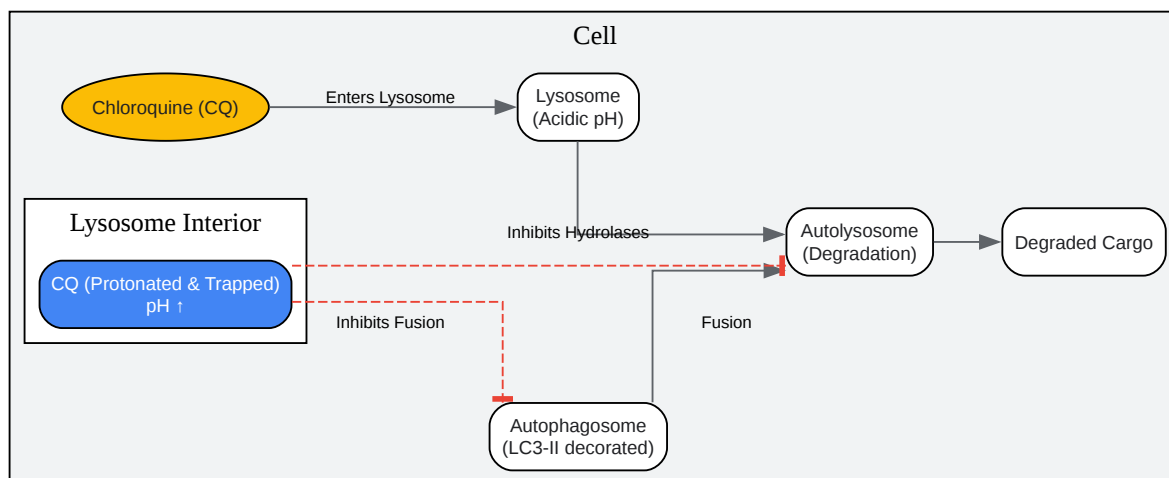 Cell
Chloroquine (CQ)
Enters Lysosome
Lysosome
(Acidic pH)
Lysosome Interior
CQ (Protonated & Trapped)
pH ↑
Inhibits Hydrolases
Autolysosome
(Degradation)
Degraded Cargo
Inhibits Fusion
Fusion
Autophagosome
(LC3-II decorated)